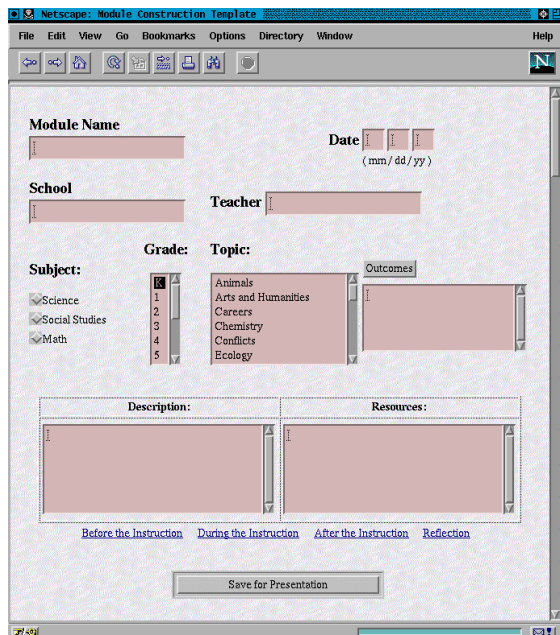 Netscape: Module Construction Template
File Edit View Go Bookmarks Options Directory Window Help
N
Module Name
Date
( mm / dd / yy )
School
Teacher
Grade: Topic:
Subject:
Outcomes
K
Animals
Science
1
Arts and Humanities
2
Careers
Social Studies
3
Chemistry
Math
4
Conflicts
5
Ecology
Description: Resources:
Before the Instruction During the Instruction After the Instruction Reflection
Save for Presentation